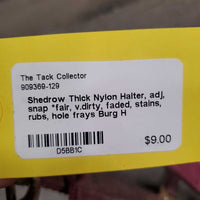 The Tack Collector
909369-129
Shedrow Thick Nylon Halter, adj,
snap *fair, v.dirty, faded, stains,
rubs, hole frays Burg H
$9.00
D5BB1C